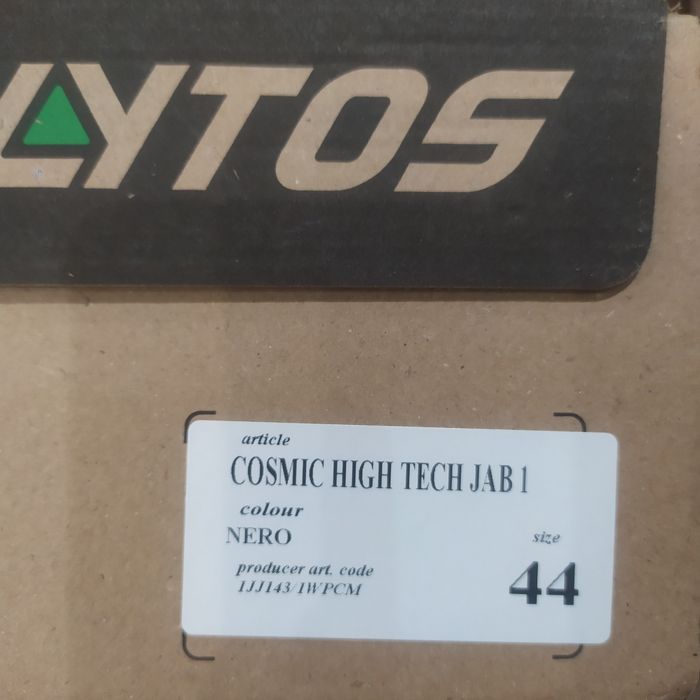 LYTOS
article
COSMIC HIGH TECH JAB 1
colour
NERO
size
44
producer art. code
1JJ143/1WPCM